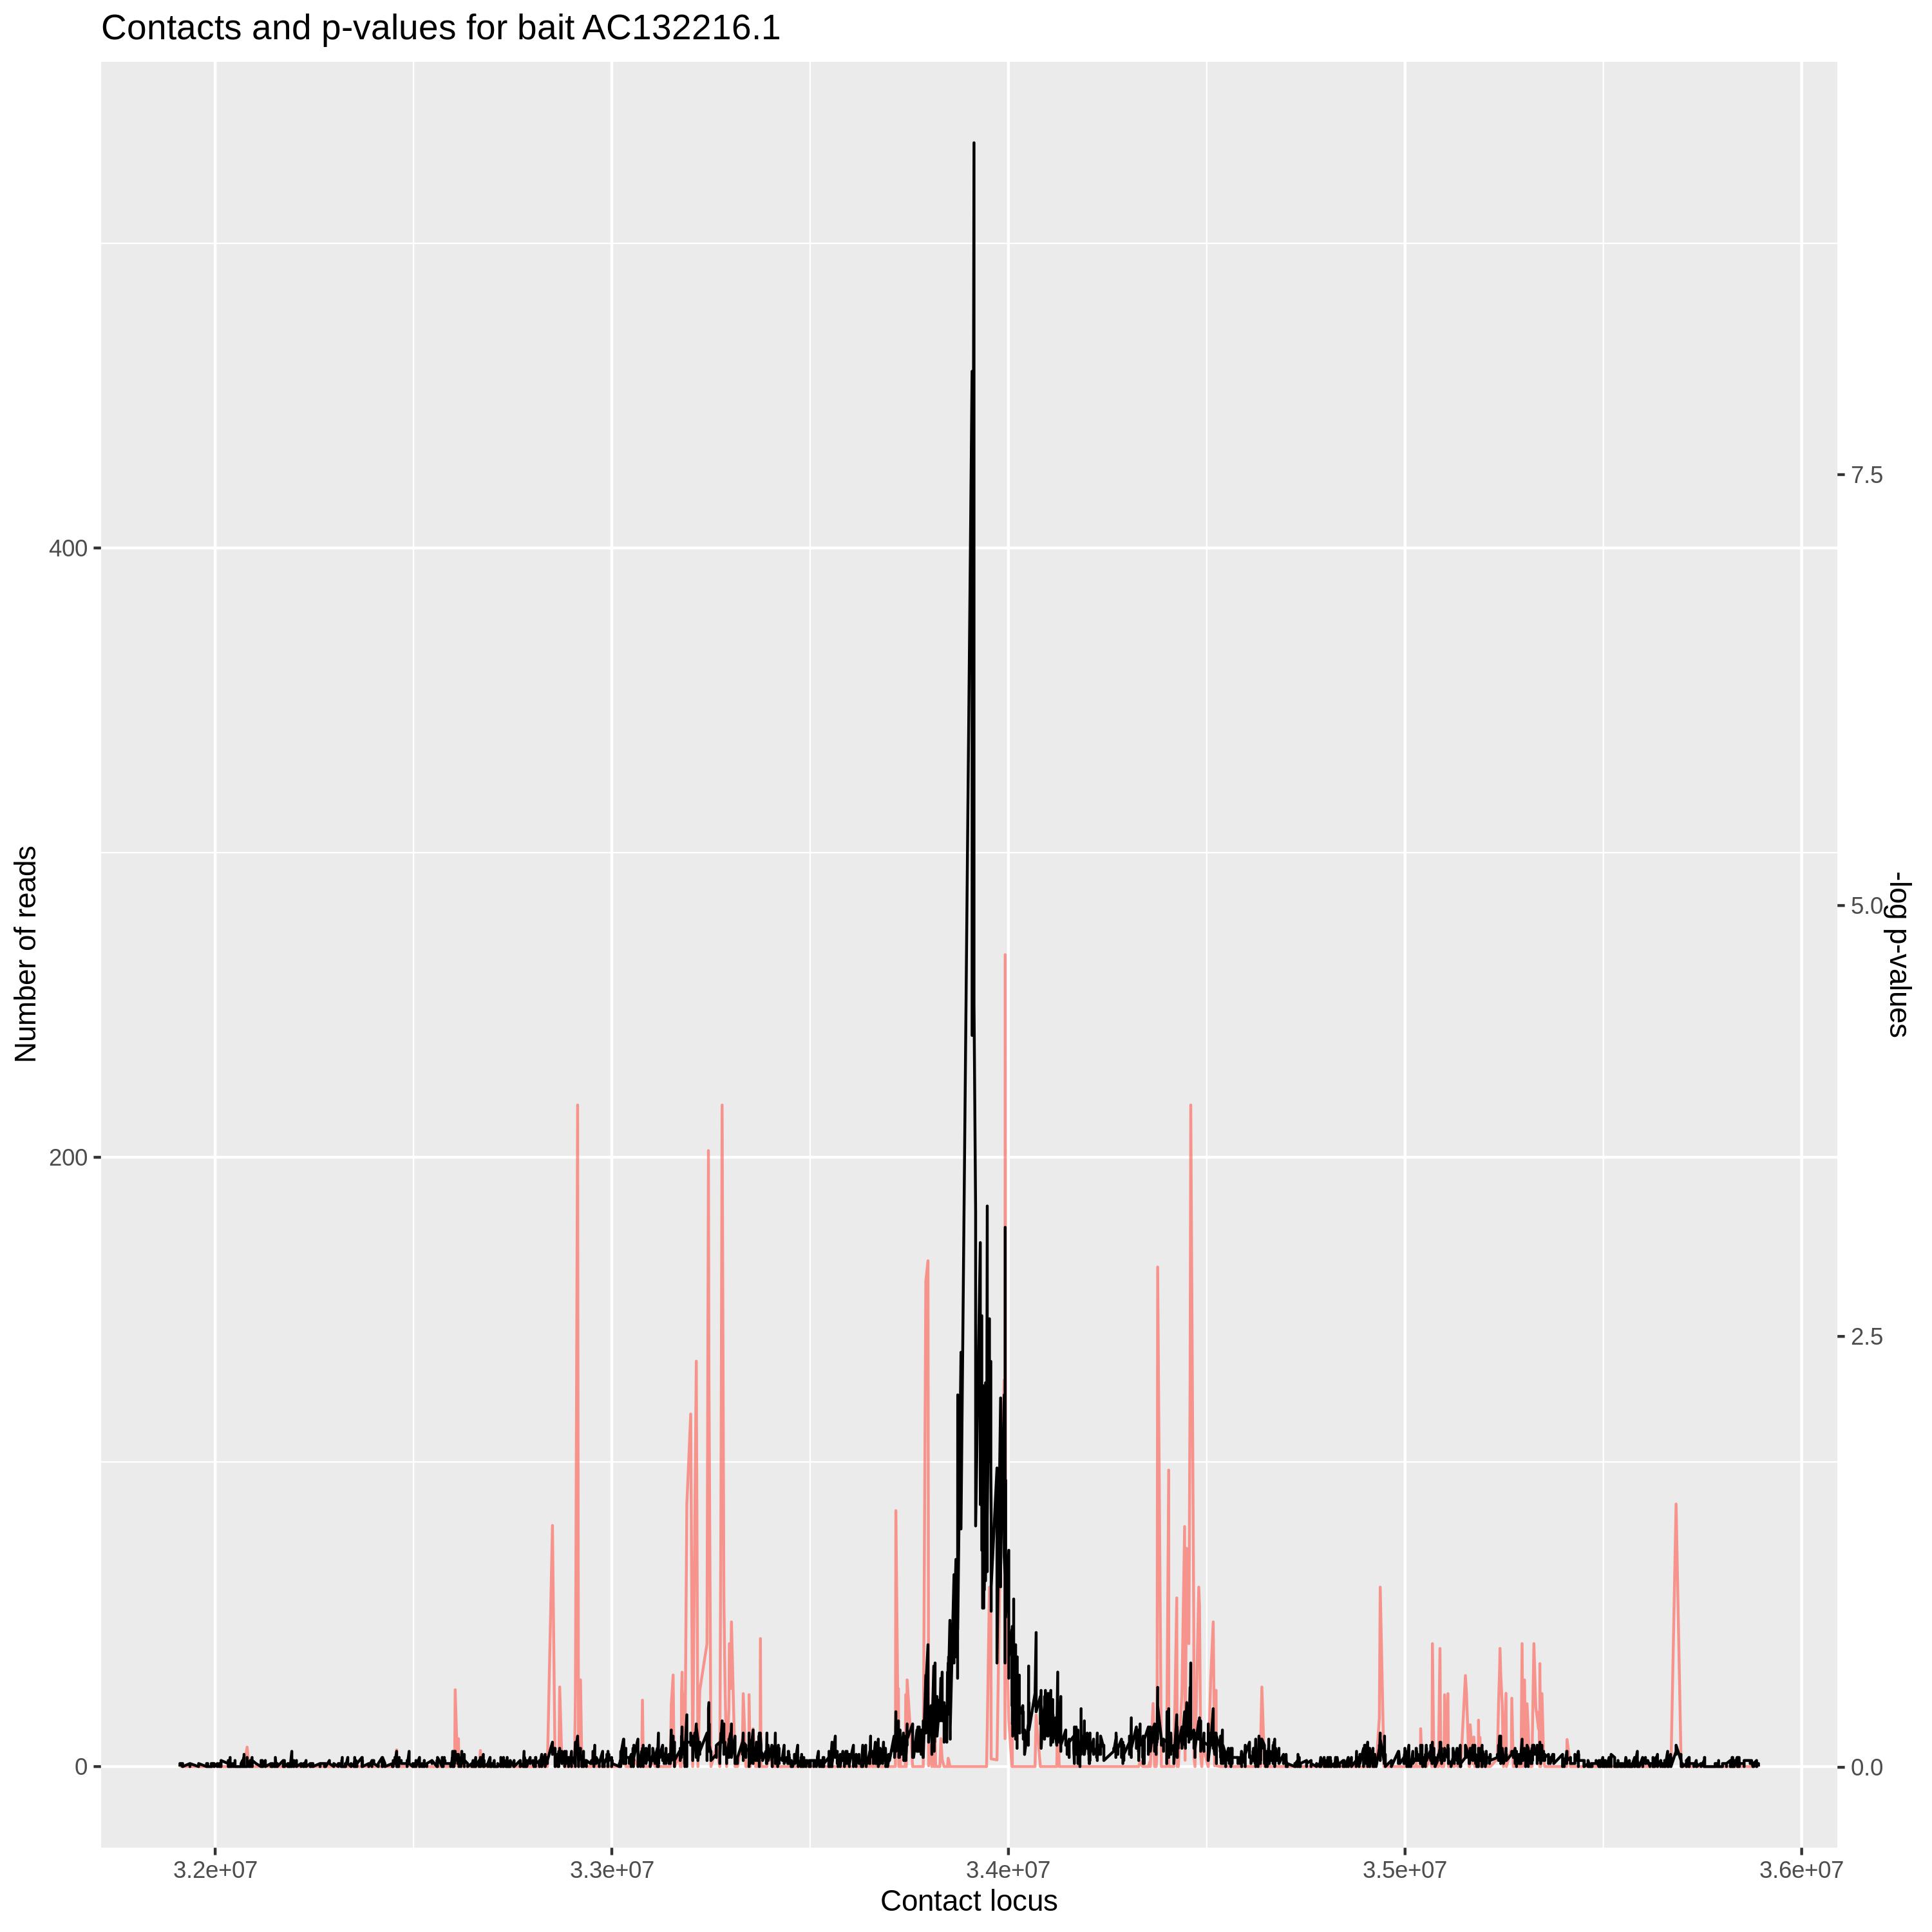 Contacts and p-values for bait AC132216.1
Number of reads
400
200
0
7.5
5.0
2.5
0.0
-log p-values
3.2e+07
3.3e+07
3.4e+07
3.5e+07
3.6e+07
Contact locus